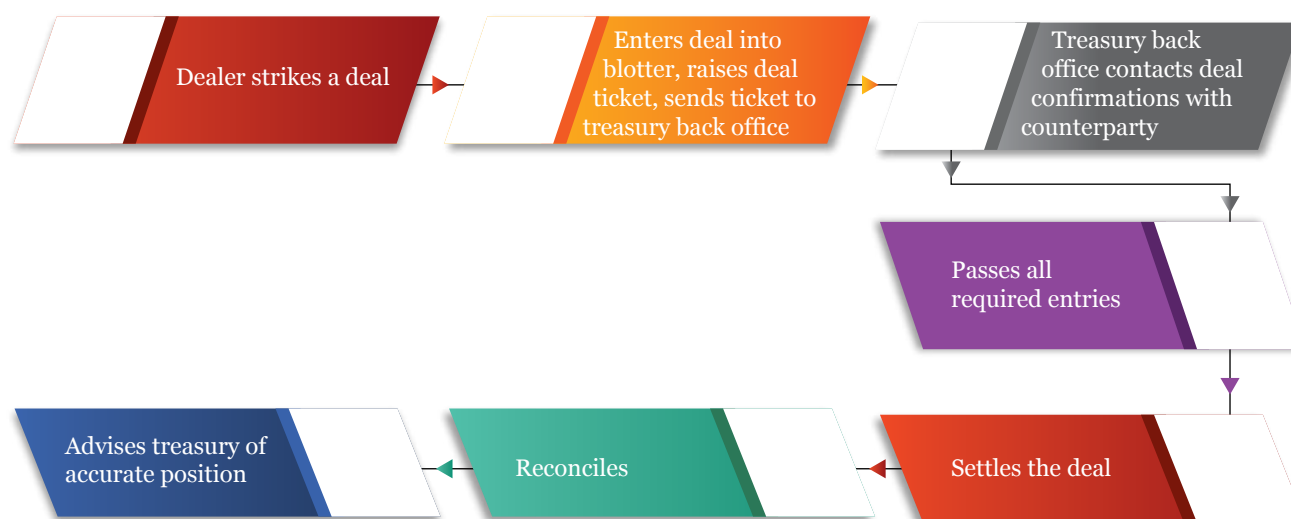 Dealer strikes a deal
Enters deal into
blotter, raises deal
ticket, sends ticket to
treasury back office
Treasury back
office contacts deal
confirmations with
counterparty
Passes all
required entries
Settles the deal
Reconciles
Advises treasury of
accurate position